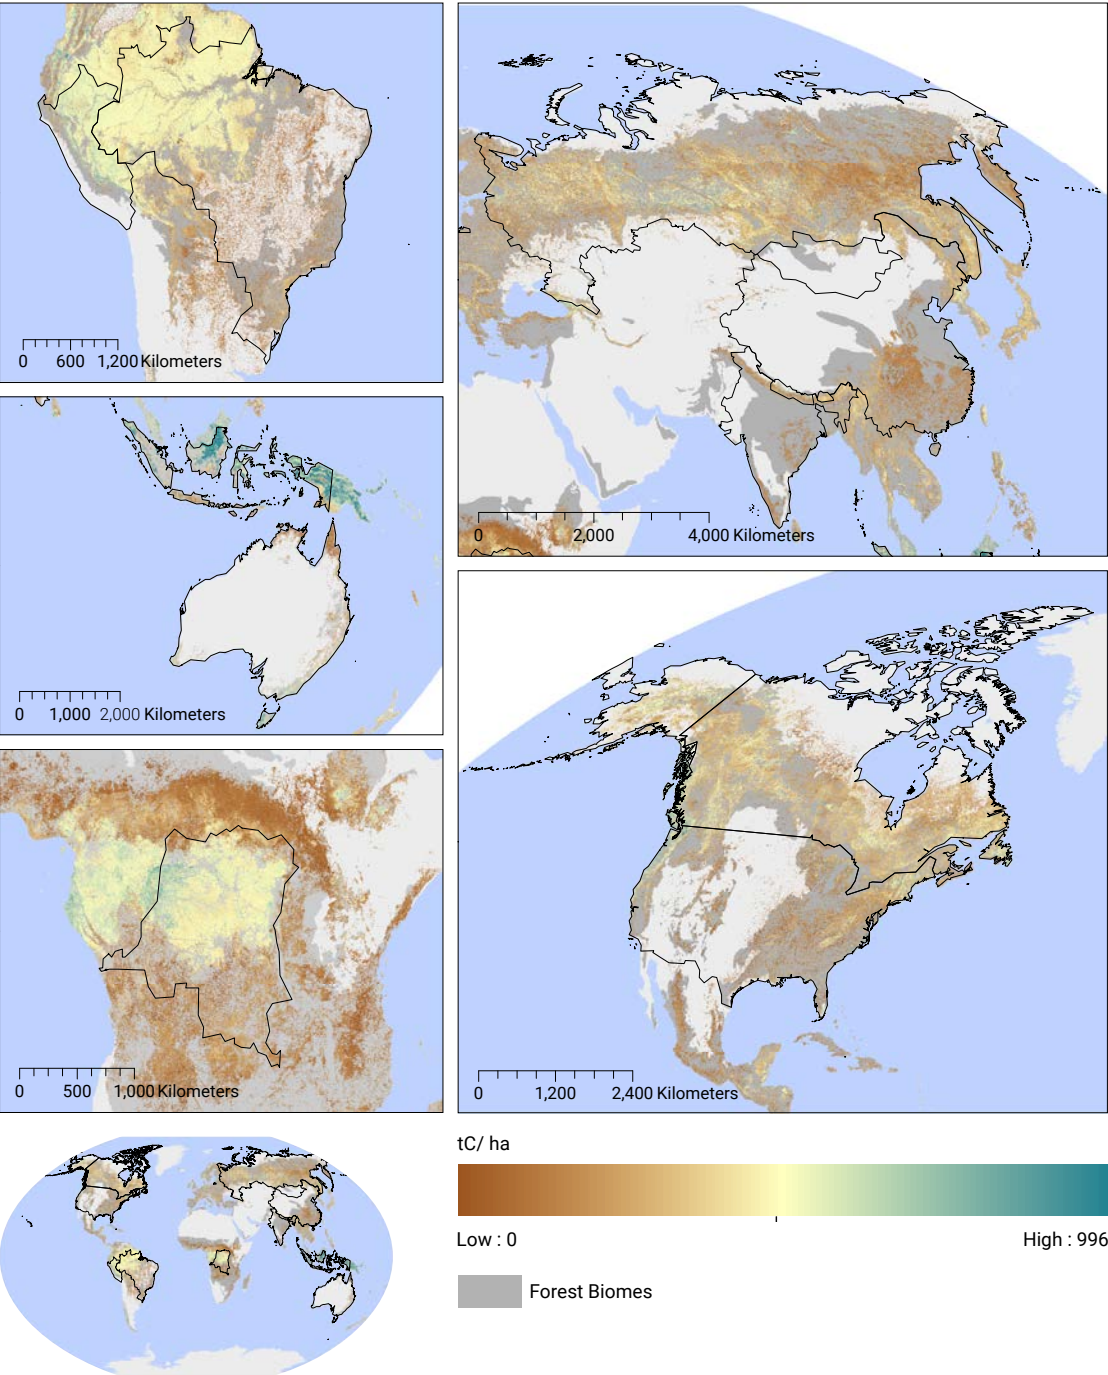 0 600 1,200 Kilometers
0 2,000 4,000 Kilometers
0 1,000 2,000 Kilometers
0 500 1,000 Kilometers
0 1,200 2,400 Kilometers
tC/ ha
Low : 0 High : 996
Forest Biomes